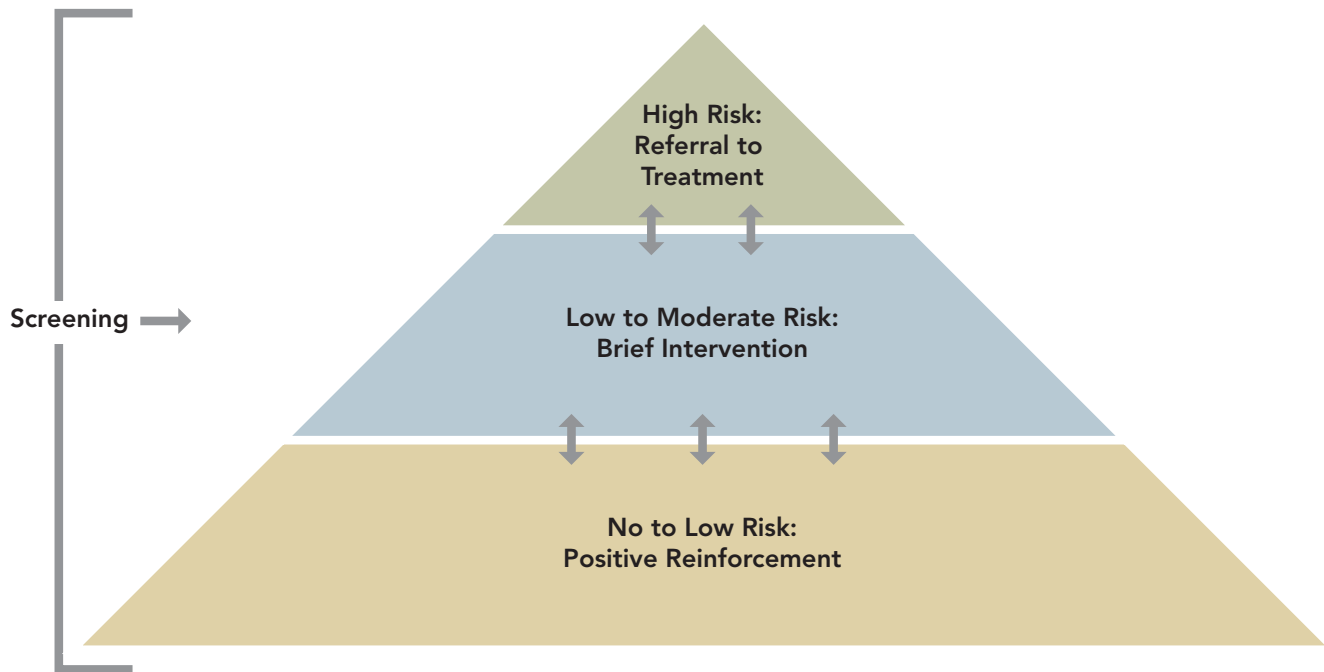 High Risk:
Referral to
Treatment
Screening
Low to Moderate Risk:
Brief Intervention
No to Low Risk:
Positive Reinforcement